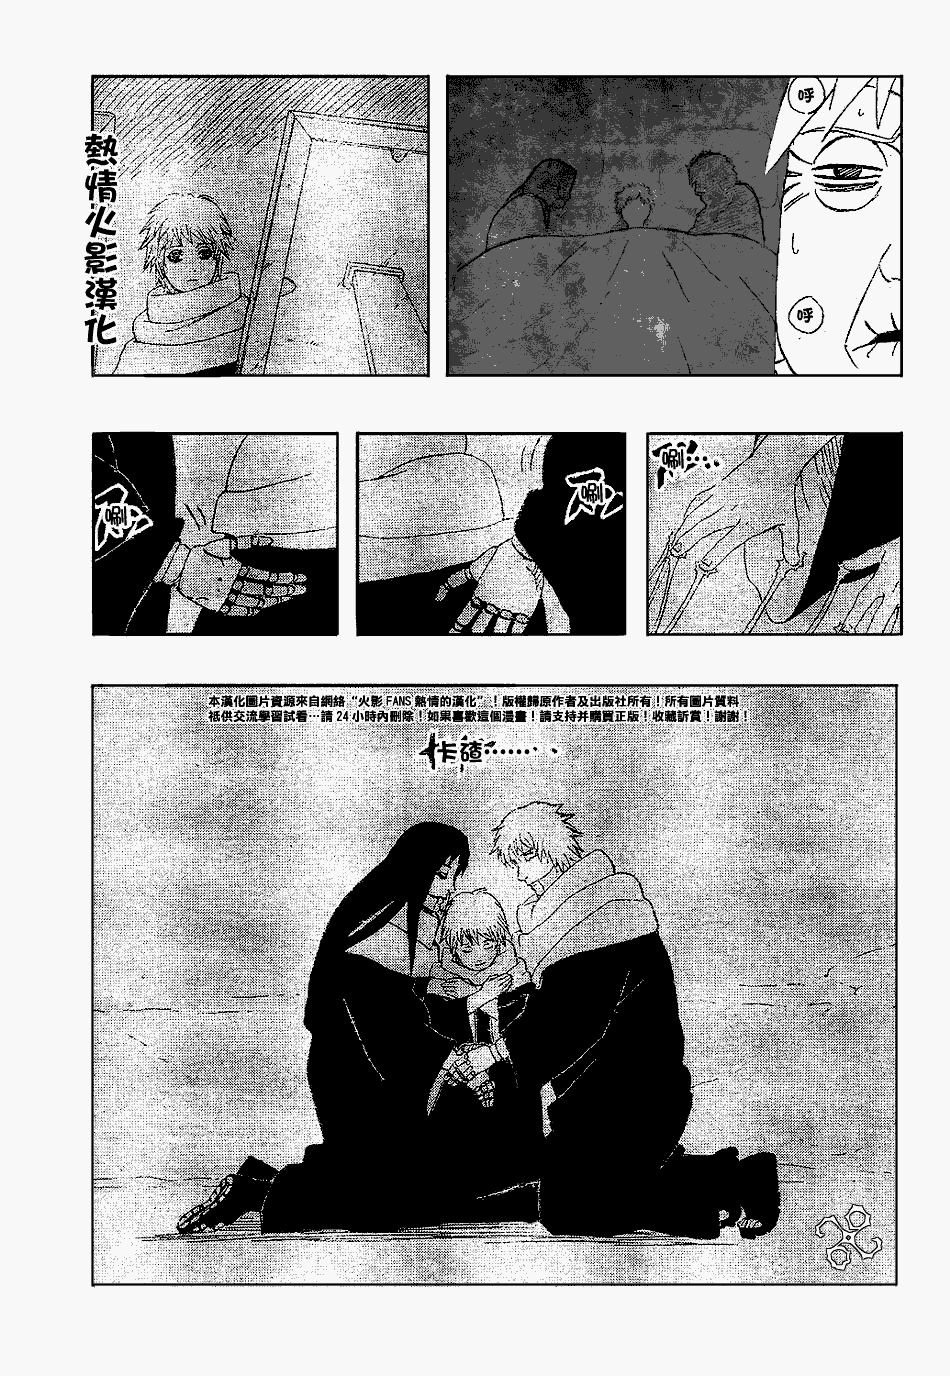 呼
呼
熱情火影漢化
本漢化圖片資源來自網絡“火影FANS熱情的漢化”！版權歸原作者及出版社所有！所有圖片質料
祗供交流學習試看…請24小時內刪除！如果喜歡這個漫畫！請支持并購買正版！收藏訢賞！謝謝！
卡碴……